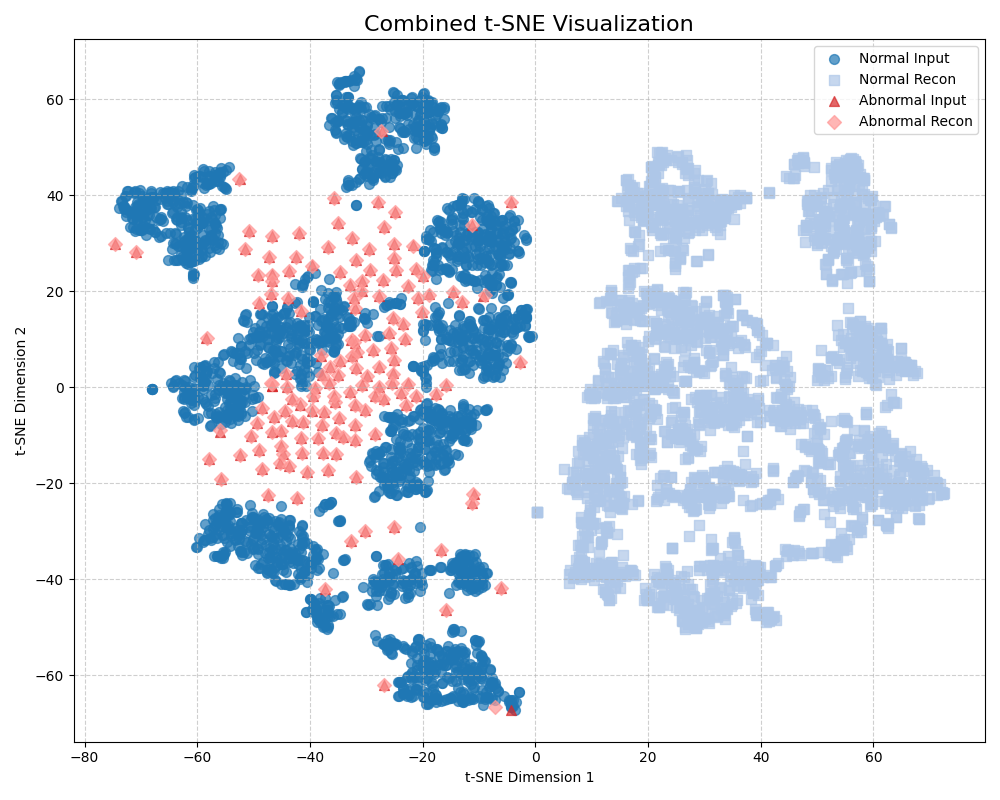 Combined t-SNE Visualization
Normal Input
Normal Recon
Abnormal Input
Abnormal Recon
60
40
20
0
−20
−40
−60
t-SNE Dimension 2
−80 −60 −40 −20 0 20 40 60
t-SNE Dimension 1